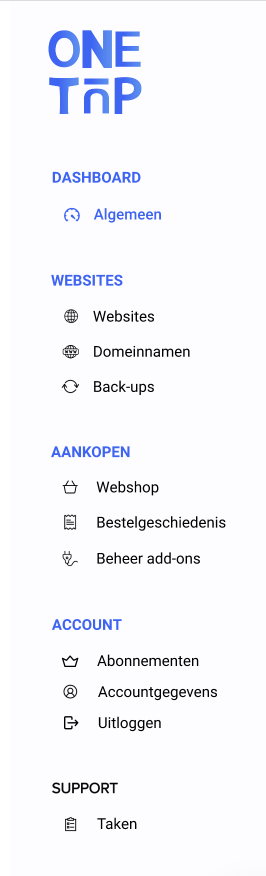 ONE
TAP
DASHBOARD
Algemeen
WEBSITES
Websites
Domeinnamen
Back-ups
AANKOPEN
Webshop
Bestelgeschiedenis
Beheer add-ons
ACCOUNT
Abonnementen
Accountgegevens
Uitloggen
SUPPORT
Taken